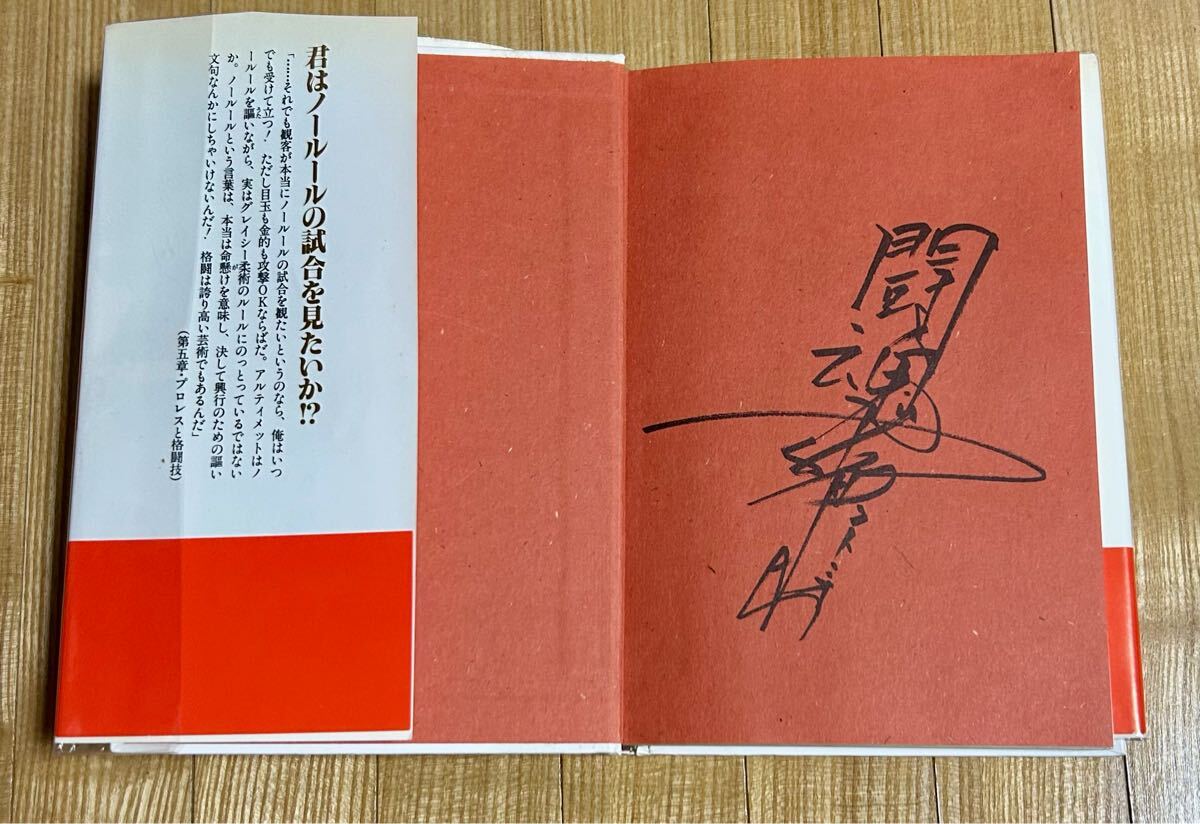 君はノールールの試合を見たいか!?
「……それでも観客が本当にノールールの試合を観たいというのなら、俺はいつ
でも受けて立つ！ ただし目玉も金的も攻撃OKならばだ。アルティメットはノ
ールールを謳いながら、実はグレイシー柔術のルールにのっとっているではない
か。ノールールという言葉は、本当は命懸けを意味し、決して興行のための謳い
文句なんかにしちゃいけないんだ！ 格闘は誇り高い芸術でもあるんだ」
（第五章・プロレスと格闘技）
闘魂